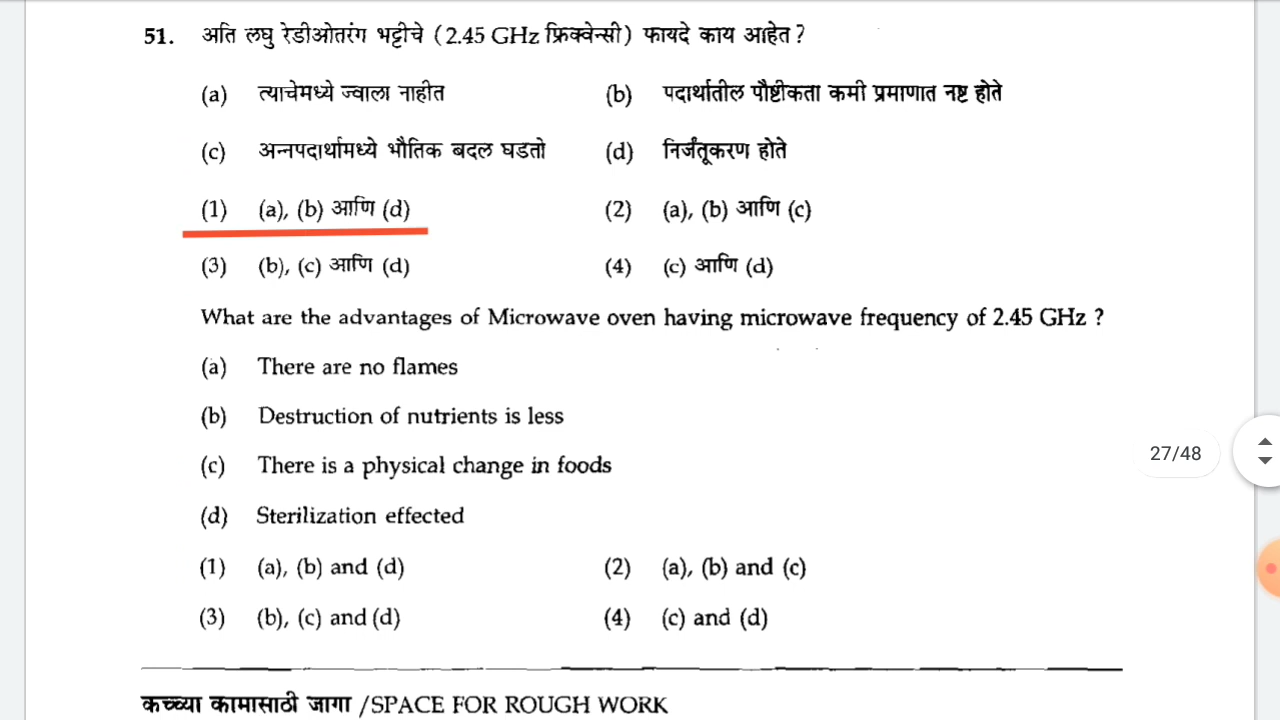 51. अति लघु रेडीओतरंग भट्टीचे (2.45 GHz फ्रिक्वेन्सी) फायदे काय आहेत ?
(a) त्याचेमध्ये ज्वाला नाहीत (b) पदार्थातील पौष्टीकता कमी प्रमाणात नष्ट होते
(c) अन्नपदार्थामध्ये भौतिक बदल घडतो (d) निर्जंतूकरण होते
(1) (a), (b) आणि (d) (2) (a), (b) आणि (c)
(3) (b), (c) आणि (d) (4) (c) आणि (d)
What are the advantages of Microwave oven having microwave frequency of 2.45 GHz ?
(a) There are no flames
(b) Destruction of nutrients is less
(c) There is a physical change in foods
27/48
(d) Sterilization effected
(1) (a), (b) and (d) (2) (a), (b) and (c)
(3) (b), (c) and (d) (4) (c) and (d)
कच्च्या कामासाठी जागा /SPACE FOR ROUGH WORK